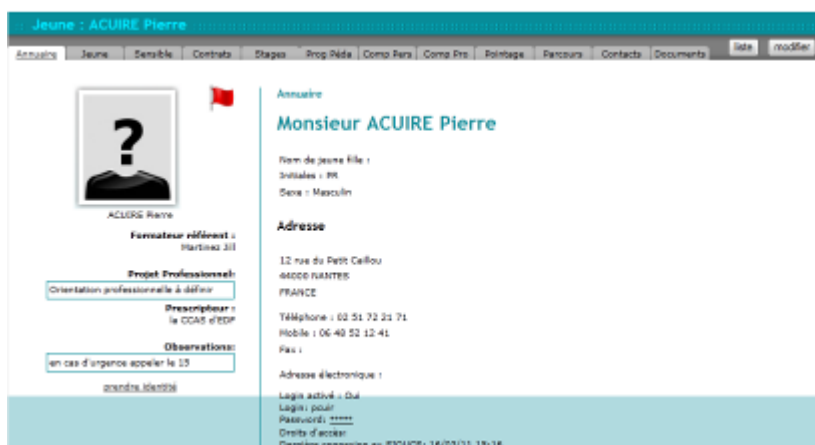 Jeune : ACUIRE Pierre
Annuaire Jeune Sensible Contrats Stages Prog Péda Comp Pers Comp Pro Pointage Parcours Contacts Documents liste modifier
Annuaire
Monsieur ACUIRE Pierre
Nom de jeune fille :
Initiales : PR
Sexe : Masculin
ACUIRE Pierre
Formateur référent :
Martinez Jil
Projet Professionnel:
Orientation professionnelle à définir
Prescripteur :
le CCAS d'EDF
Observations:
en cas d'urgence appeler le 15
prendre identité
Adresse
12 rue du Petit Caillou
44000 NANTES
FRANCE
Téléphone : 02 51 72 21 71
Mobile : 06 48 52 12 41
Fax :
Adresse électronique :
Login activé : Oui
Login: pcuir
Password: *****
Droits d'accès: